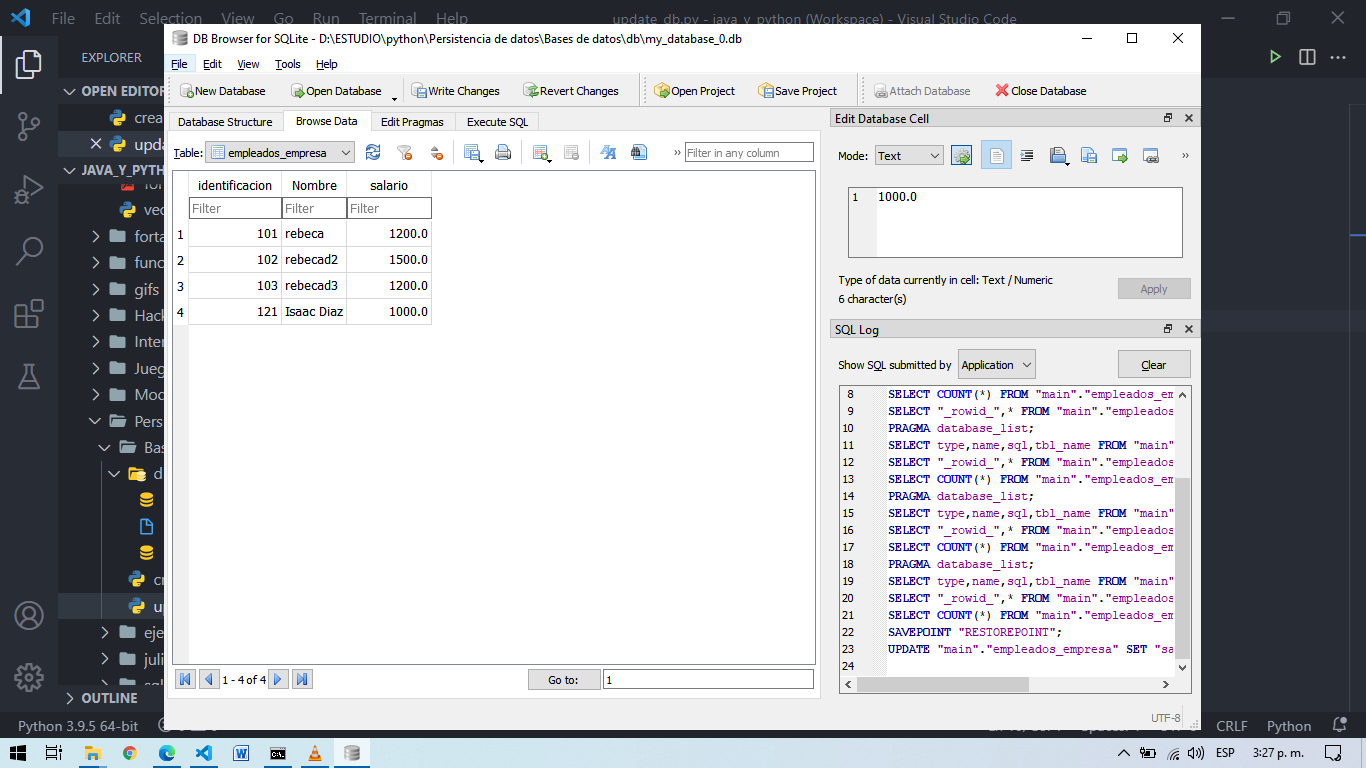 File Edit Selection View Go Run Terminal Help update_db.py - java_y_python (Workspace) - Visual Studio Code
EXPLORER
OPEN EDITOR
crea
upda
JAVA_Y_PYTH
vec
forta
func
gifs
Hack
Inter
Jueg
Mod
Pers
Bas
d
cr
up
eje
juli
OUTLINE
Python 3.9.5 64-bit
DB Browser for SQLite - D:\ESTUDIO\python\Persistencia de datos\Bases de datos\db\my_database_0.db
File Edit View Tools Help
New Database Open Database Write Changes Revert Changes Open Project Save Project Attach Database Close Database
Database Structure Browse Data Edit Pragmas Execute SQL
Table: empleados_empresa » Filter in any column
identificacion Nombre salario
Filter Filter Filter
1 101 rebeca 1200.0
2 102 rebecad2 1500.0
3 103 rebecad3 1200.0
4 121 Isaac Diaz 1000.0
1 - 4 of 4 Go to: 1
Edit Database Cell
Mode: Text »
1 1000.0
Type of data currently in cell: Text / Numeric
6 character(s)
Apply
SQL Log
Show SQL submitted by Application Clear
8 SELECT COUNT(*) FROM "main"."empleados_em
9 SELECT "_rowid_",* FROM "main"."empleados
10 PRAGMA database_list;
11 SELECT type,name,sql,tbl_name FROM "main"
12 SELECT "_rowid_",* FROM "main"."empleados
13 SELECT COUNT(*) FROM "main"."empleados_em
14 PRAGMA database_list;
15 SELECT type,name,sql,tbl_name FROM "main"
16 SELECT "_rowid_",* FROM "main"."empleados
17 SELECT COUNT(*) FROM "main"."empleados_em
18 PRAGMA database_list;
19 SELECT type,name,sql,tbl_name FROM "main"
20 SELECT "_rowid_",* FROM "main"."empleados
21 SELECT COUNT(*) FROM "main"."empleados_em
22 SAVEPOINT "RESTOREPOINT";
23 UPDATE "main"."empleados_empresa" SET "sa
24
UTF-8
CRLF Python
ESP 3:27 p. m.